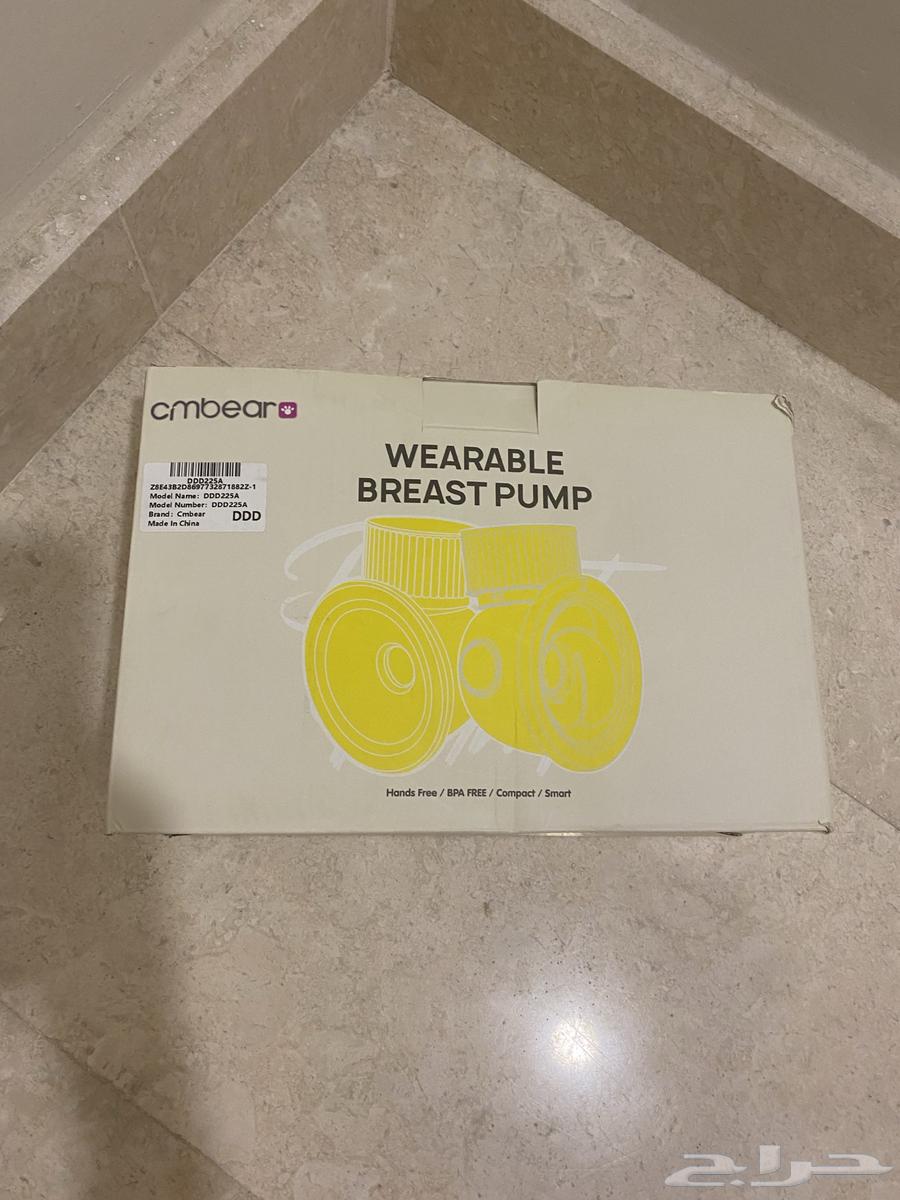 cmbear
WEARABLE
BREAST PUMP
DDD225A
Z8E43B2D8697732871882Z-1
Model Name: DDD225A
Model Number: DDD225A
Brand: Cmbear
Made In China
DDD
Hands Free / BPA FREE / Compact / Smart
حراج